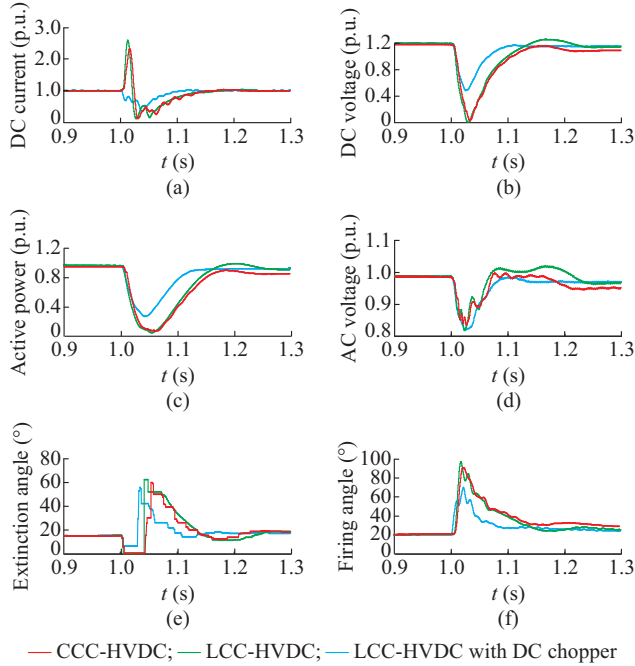 DC current (p.u.)
3.0
2.0
1.0
0
0.9 1.0 1.1 1.2 1.3
t (s)
(a)
DC voltage (p.u.)
1.2
0.8
0.4
0
0.9 1.0 1.1 1.2 1.3
t (s)
(b)
Active power (p.u.)
1.2
0.8
0.4
0
0.9 1.0 1.1 1.2 1.3
t (s)
(c)
AC voltage (p.u.)
1.1
1.0
0.9
0.8
0.9 1.0 1.1 1.2 1.3
t (s)
(d)
Extinction angle (°)
80
60
40
20
0
0.9 1.0 1.1 1.2 1.3
t (s)
(e)
Firing angle (°)
100
80
60
40
20
0
0.9 1.0 1.1 1.2 1.3
t (s)
(f)
CCC-HVDC; LCC-HVDC; LCC-HVDC with DC chopper